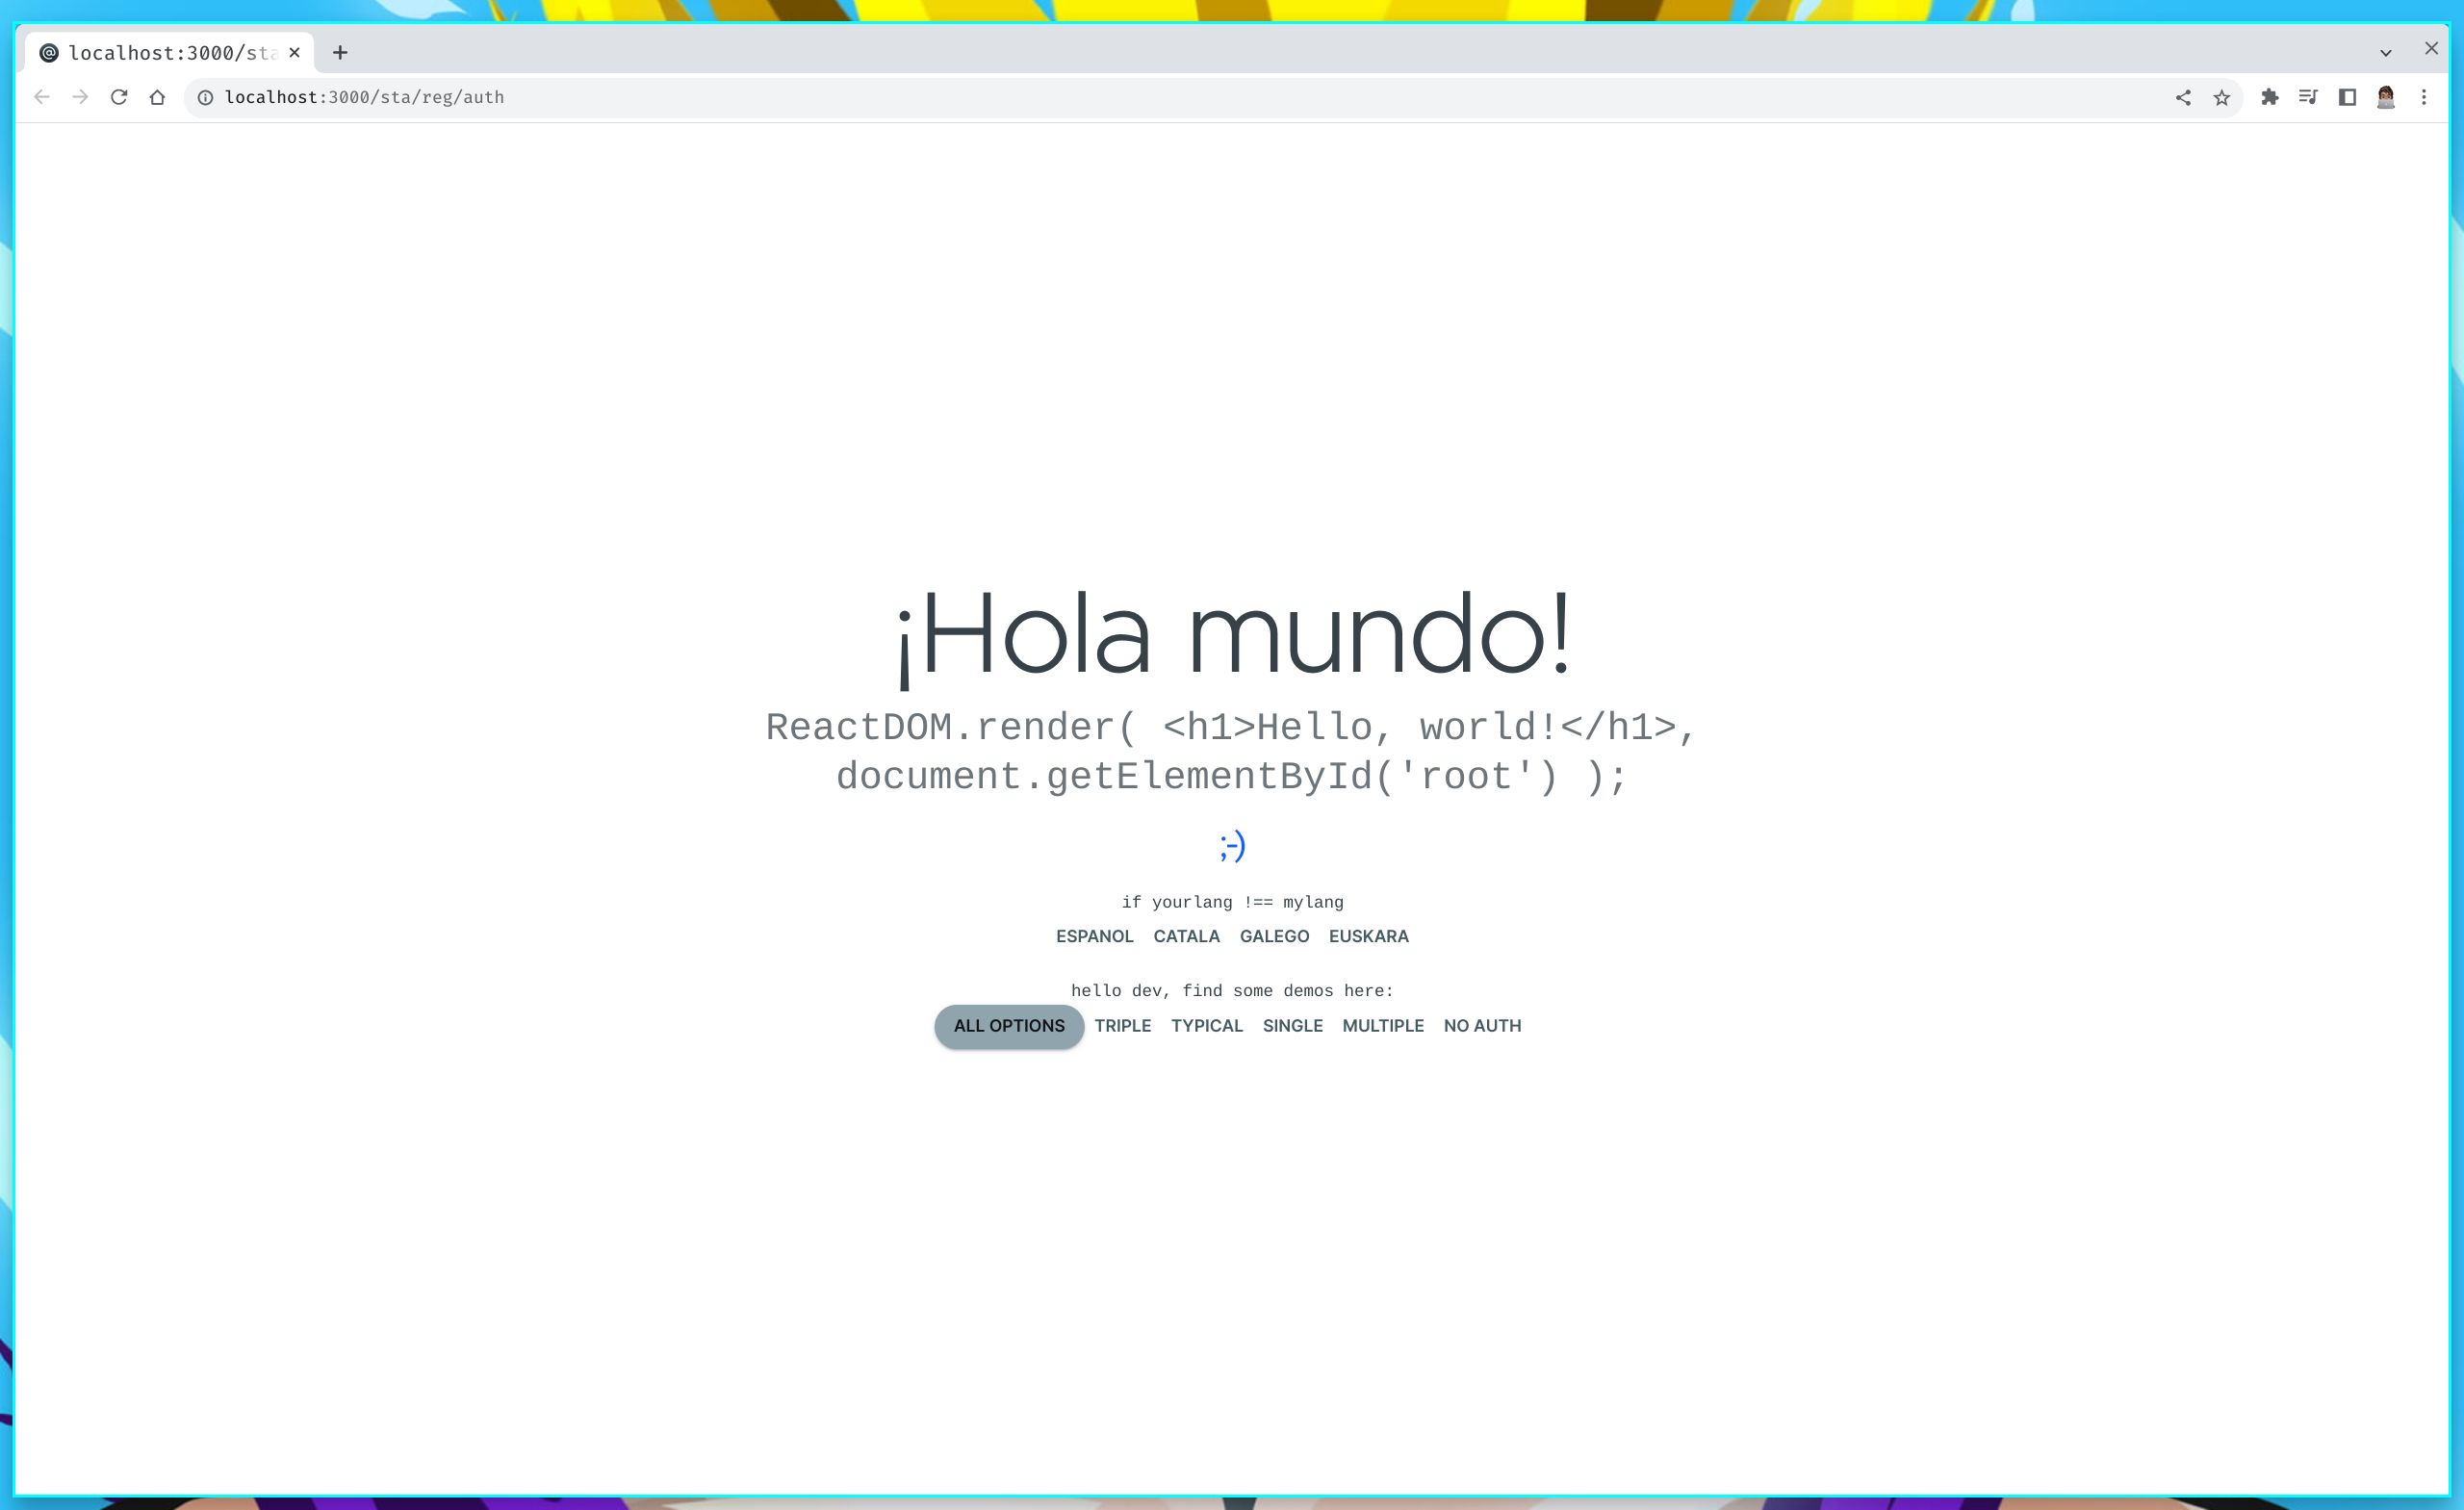 localhost:3000/sta
localhost:3000/sta/reg/auth
¡Hola mundo!
ReactDOM.render( <h1>Hello, world!</h1>,
document.getElementById('root') );
;-)
if yourlang !== mylang
ESPANOL CATALA GALEGO EUSKARA
hello dev, find some demos here:
ALL OPTIONS TRIPLE TYPICAL SINGLE MULTIPLE NO AUTH